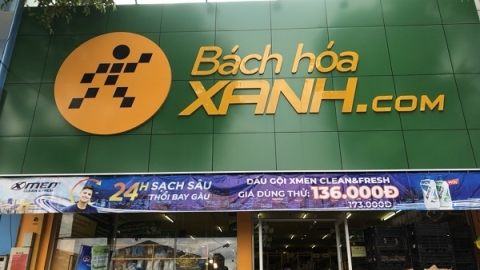 Bách hóa
XANH.COM
XMEN
24H SẠCH SÂU
THỔI BAY GÀU
DẦU GỘI XMEN CLEAN&FRESH
GIÁ DÙNG THỬ: 136.000Đ
173.000Đ